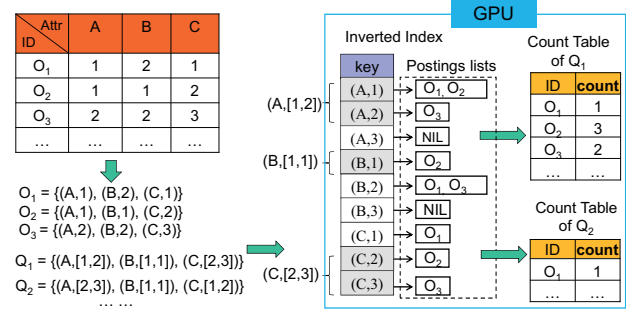 Attr
ID
A B C
O1 1 2 1
O2 1 1 2
O3 2 2 3
... ... ... ...
O1 = {(A,1), (B,2), (C,1)}
O2 = {(A,1), (B,1), (C,2)}
O3 = {(A,2), (B,2), (C,3)}
Q1 = {(A,[1,2]), (B,[1,1]), (C,[2,3])}
Q2 = {(A,[2,3]), (B,[1,1]), (C,[1,2])}
... ...
GPU
Inverted Index
key Postings lists
(A,[1,2])
(A,1) O1, O2
(A,2) O3
(A,3) NIL
(B,[1,1])
(B,1) O2
(B,2) O1, O3
(B,3) NIL
(C,1) O1
(C,[2,3])
(C,2) O2
(C,3) O3
Count Table
of Q1
ID count
O1 1
O2 3
O3 2
... ...
Count Table
of Q2
ID count
O1 1
... ...